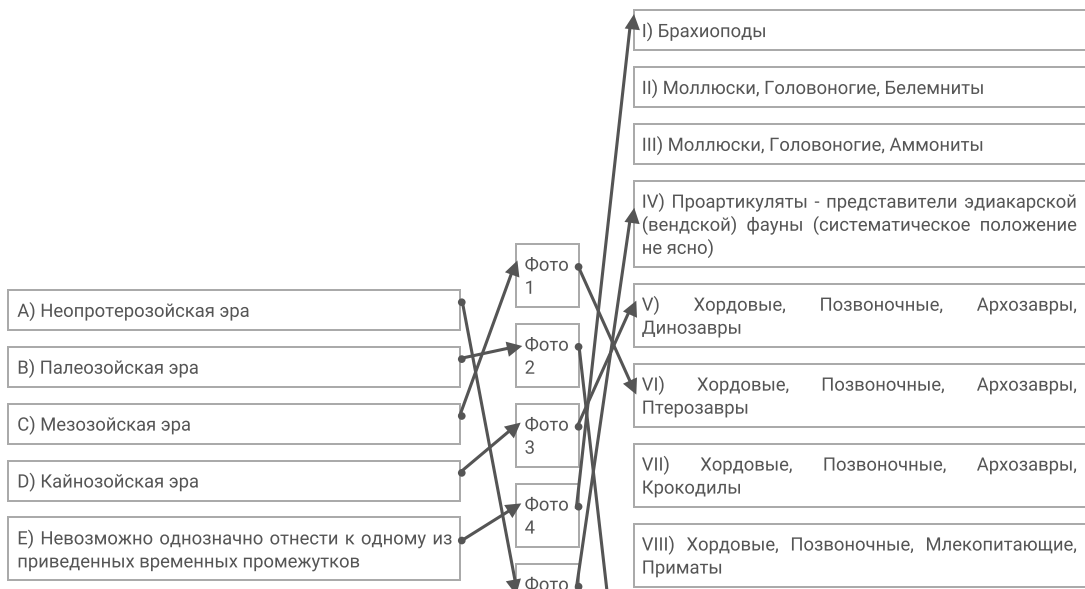 A) Неопротерозойская эра
B) Палеозойская эра
C) Мезозойская эра
D) Кайнозойская эра
E) Невозможно однозначно отнести к одному из
приведенных временных промежутков
Фото
1
Фото
2
Фото
3
Фото
4
Фото
I) Брахиоподы
II) Моллюски, Головоногие, Белемниты
III) Моллюски, Головоногие, Аммониты
IV) Проартикуляты - представители эдиакарской
(вендской) фауны (систематическое положение
не ясно)
V) Хордовые, Позвоночные, Архозавры,
Динозавры
VI) Хордовые, Позвоночные, Архозавры,
Птерозавры
VII) Хордовые, Позвоночные, Архозавры,
Крокодилы
VIII) Хордовые, Позвоночные, Млекопитающие,
Приматы